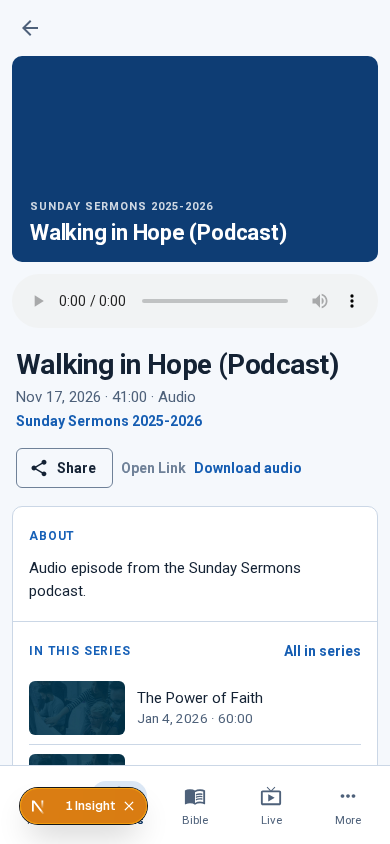 SUNDAY SERMONS 2025-2026
Walking in Hope (Podcast)
0:00 / 0:00
Walking in Hope (Podcast)
Nov 17, 2026 · 41:00 · Audio
Sunday Sermons 2025-2026
Share Open Link Download audio
ABOUT
Audio episode from the Sunday Sermons
podcast.
IN THIS SERIES All in series
The Power of Faith
Jan 4, 2026 · 60:00
1 Insight
Bible
Live
More